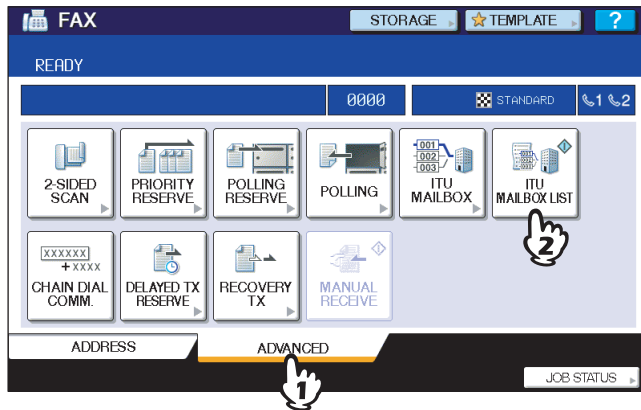 FAX
STORAGE
TEMPLATE
?
READY
0000
STANDARD
1 2
2-SIDED
SCAN
PRIORITY
RESERVE
POLLING
RESERVE
POLLING
001
002
003
ITU
MAILBOX
ITU
MAILBOX LIST
2
XXXXXX
+XXXX
CHAIN DIAL
COMM.
DELAYED TX
RESERVE
RECOVERY
TX
MANUAL
RECEIVE
ADDRESS
ADVANCED
1
JOB STATUS